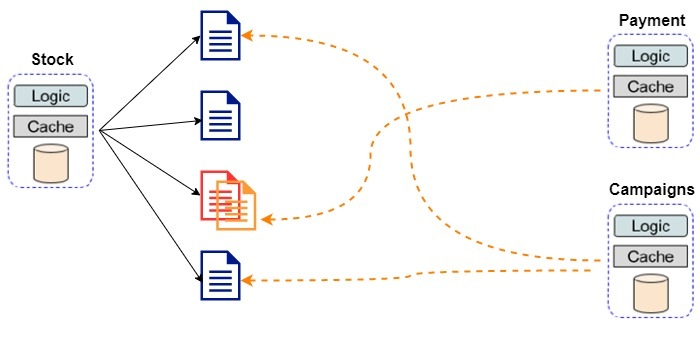 Stock
Logic
Cache
Payment
Logic
Cache
Campaigns
Logic
Cache